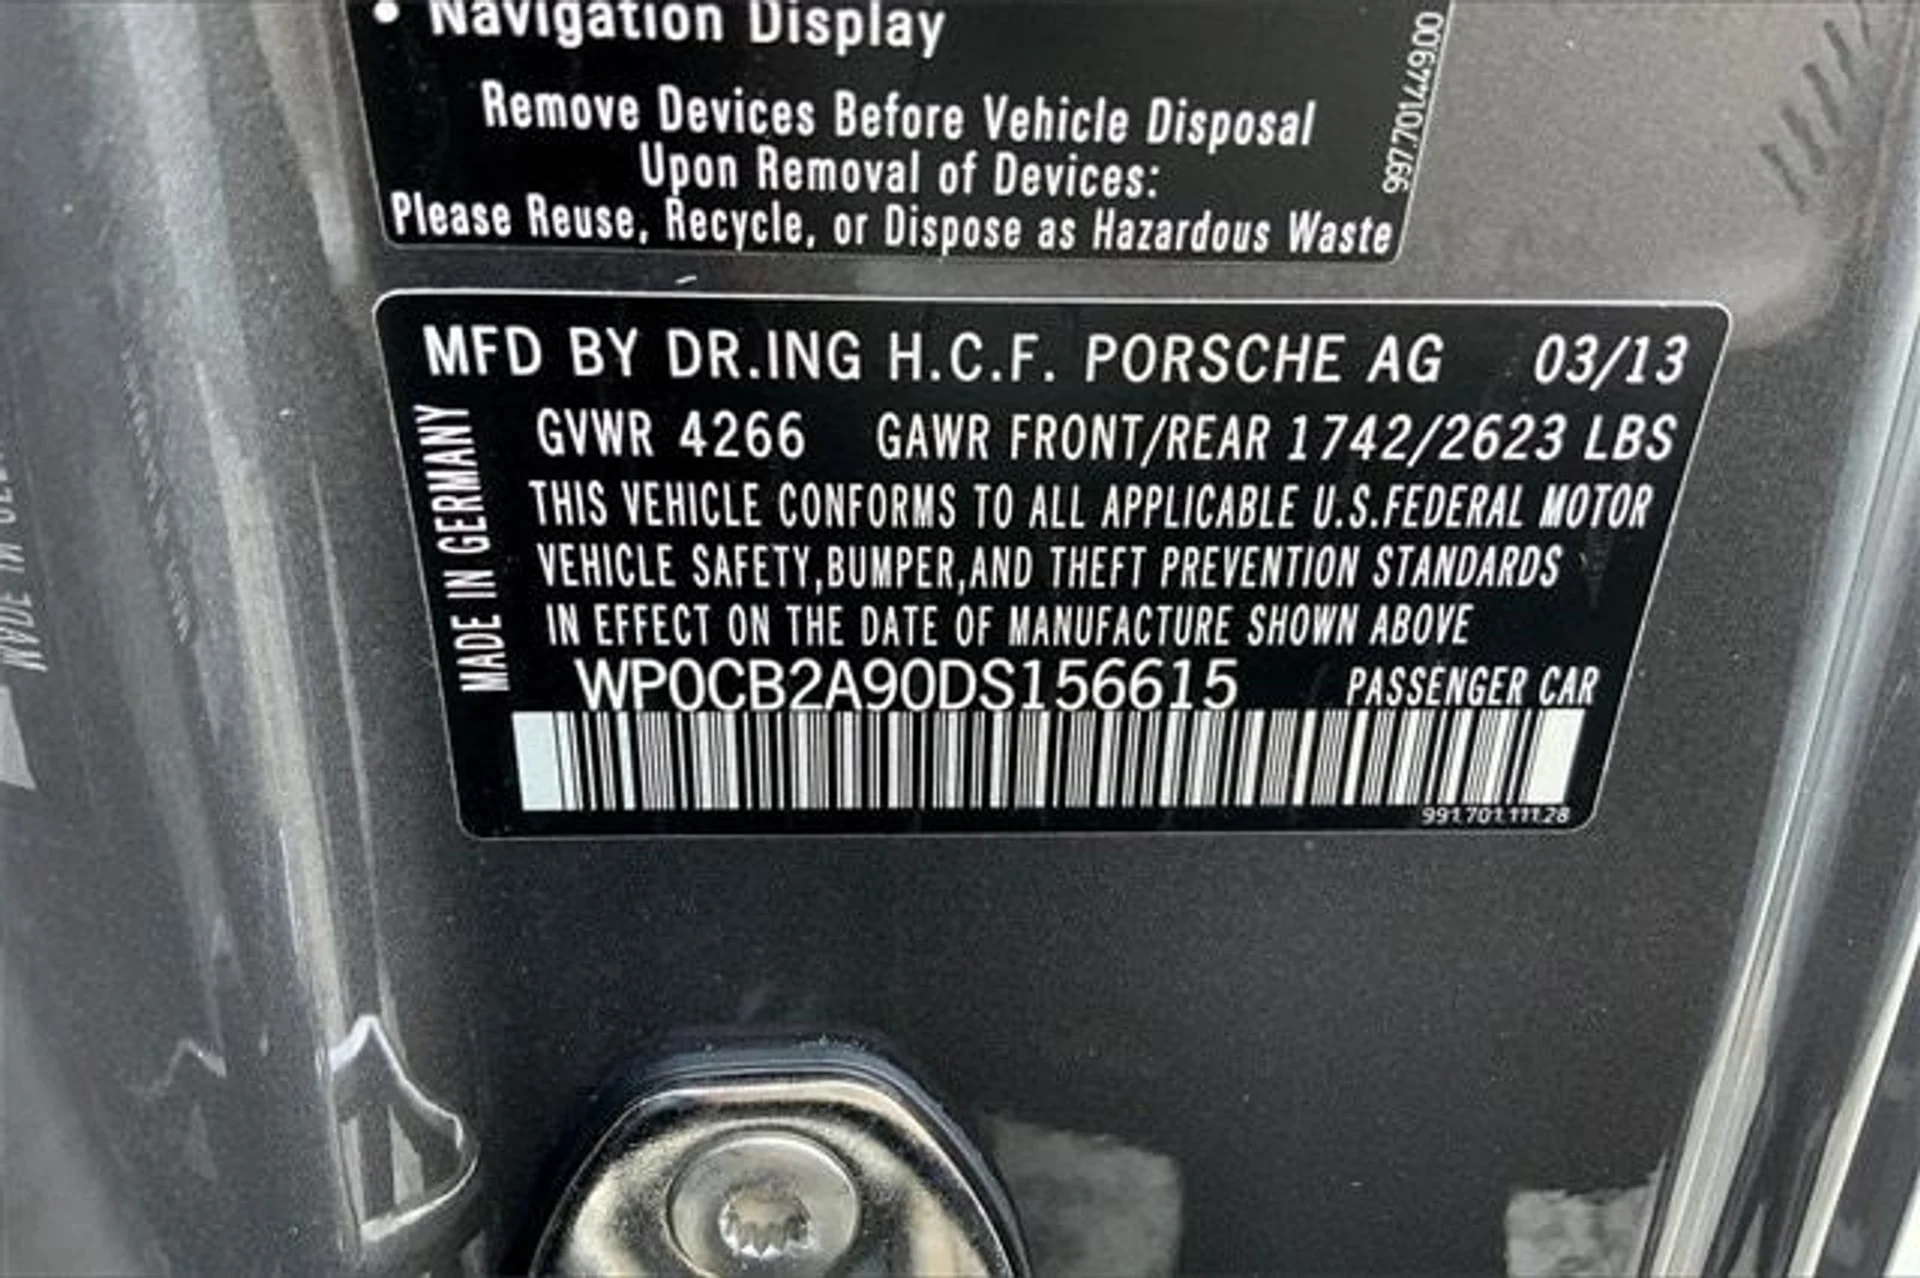 • Navigation Display
Remove Devices Before Vehicle Disposal
Upon Removal of Devices:
Please Reuse, Recycle, or Dispose as Hazardous Waste
997.701.449.00
MFD BY DR.ING H.C.F. PORSCHE AG 03/13
GVWR 4266 GAWR FRONT/REAR 1742/2623 LBS
THIS VEHICLE CONFORMS TO ALL APPLICABLE U.S.FEDERAL MOTOR
VEHICLE SAFETY,BUMPER,AND THEFT PREVENTION STANDARDS
IN EFFECT ON THE DATE OF MANUFACTURE SHOWN ABOVE
WP0CB2A90DS156615 PASSENGER CAR
MADE IN GERMANY
991.701.111.28